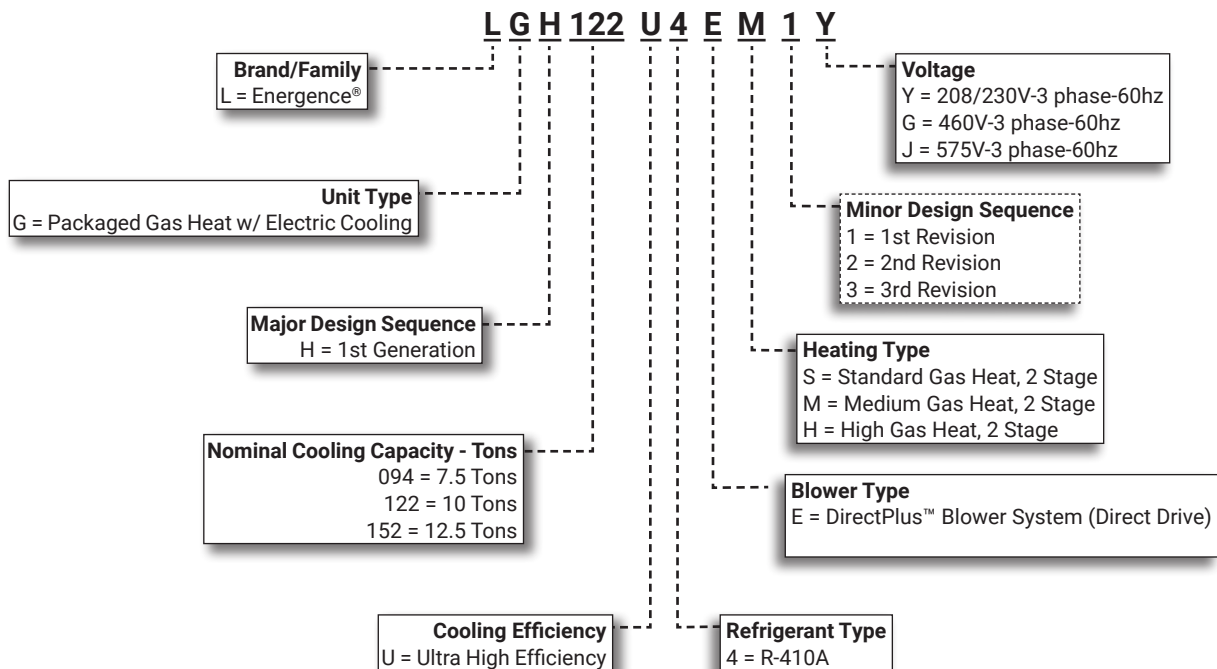 L G H 122 U 4 E M 1 Y
Brand/Family
L = Energence®
Unit Type
G = Packaged Gas Heat w/ Electric Cooling
Major Design Sequence
H = 1st Generation
Nominal Cooling Capacity - Tons
094 = 7.5 Tons
122 = 10 Tons
152 = 12.5 Tons
Cooling Efficiency
U = Ultra High Efficiency
Voltage
Y = 208/230V-3 phase-60hz
G = 460V-3 phase-60hz
J = 575V-3 phase-60hz
Minor Design Sequence
1 = 1st Revision
2 = 2nd Revision
3 = 3rd Revision
Heating Type
S = Standard Gas Heat, 2 Stage
M = Medium Gas Heat, 2 Stage
H = High Gas Heat, 2 Stage
Blower Type
E = DirectPlus™ Blower System (Direct Drive)
Refrigerant Type
4 = R-410A